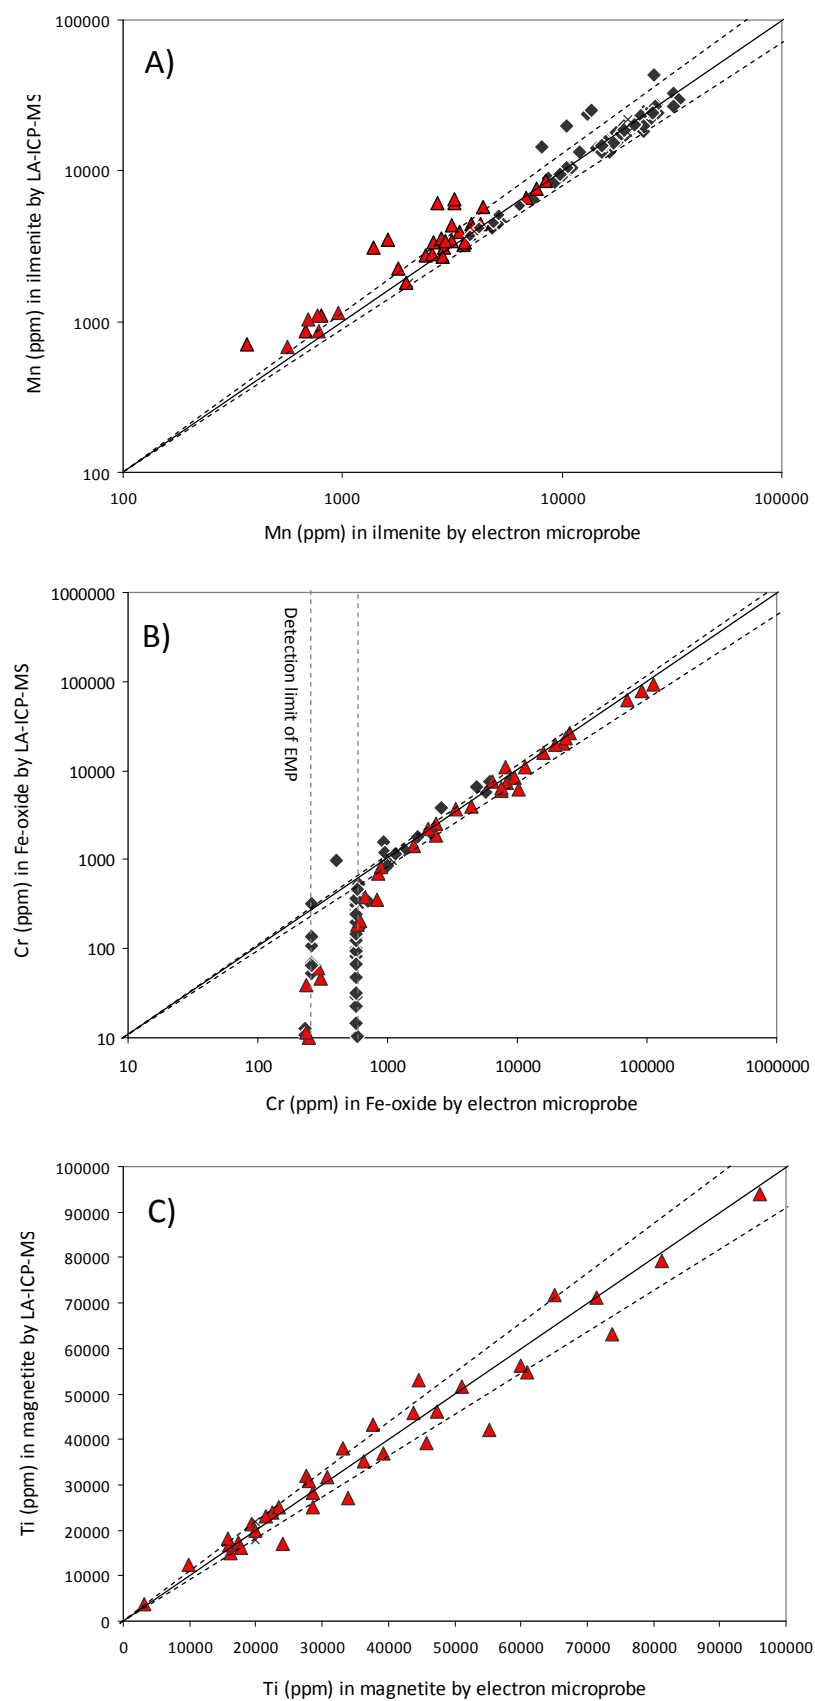 A)
Mn (ppm) in ilmenite by LA-ICP-MS
100000
10000
1000
100
100 1000 10000 100000
Mn (ppm) in ilmenite by electron microprobe
B)
Detection limit of EMP
Cr (ppm) in Fe-oxide by LA-ICP-MS
1000000
100000
10000
1000
100
10
10 100 1000 10000 100000 1000000
Cr (ppm) in Fe-oxide by electron microprobe
C)
Ti (ppm) in magnetite by LA-ICP-MS
100000
90000
80000
70000
60000
50000
40000
30000
20000
10000
0
0 10000 20000 30000 40000 50000 60000 70000 80000 90000 100000
Ti (ppm) in magnetite by electron microprobe